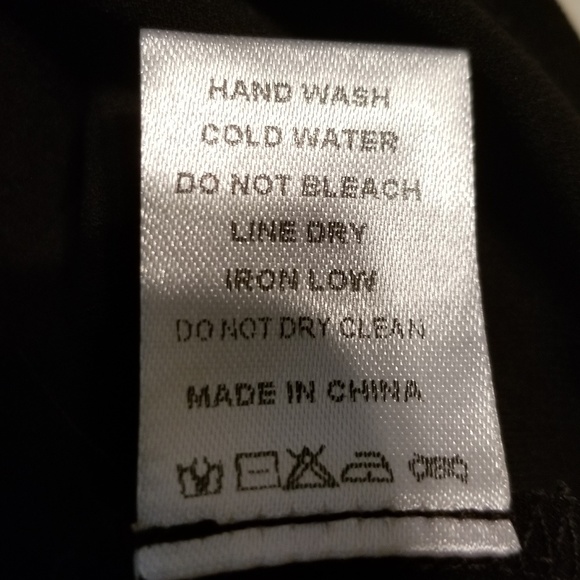 HAND WASH
COLD WATER
DO NOT BLEACH
LINE DRY
IRON LOW
DO NOT DRY CLEAN
MADE IN CHINA